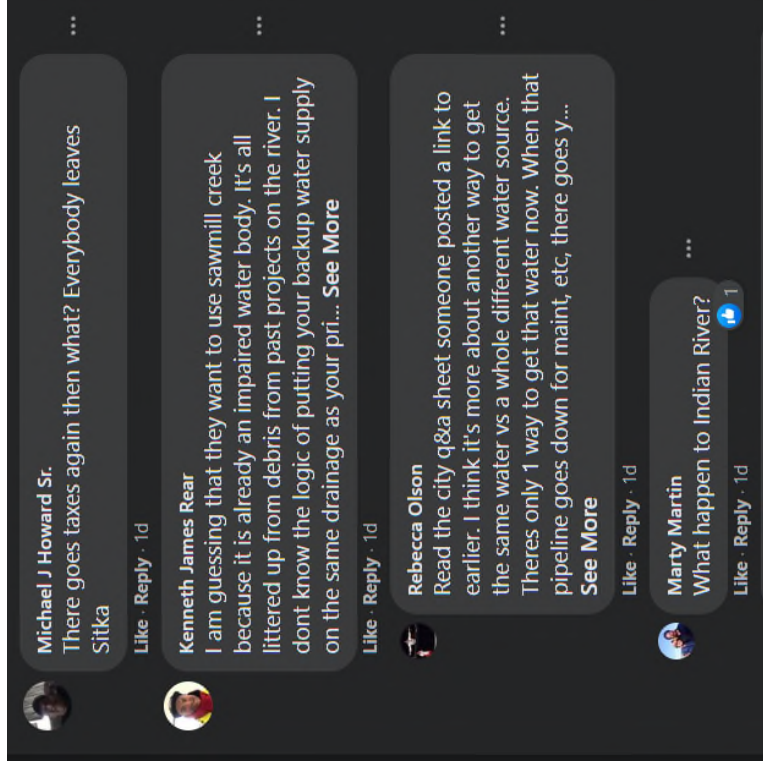 Michael J Howard Sr.
There goes taxes again then what? Everybody leaves
Sitka
Like · Reply · 1d
Kenneth James Rear
I am guessing that they want to use sawmill creek
because it is already an impaired water body. It's all
littered up from debris from past projects on the river. I
dont know the logic of putting your backup water supply
on the same drainage as your pri... See More
Like · Reply · 1d
Rebecca Olson
Read the city q&a sheet someone posted a link to
earlier. I think it's more about another way to get
the same water vs a whole different water source.
Theres only 1 way to get that water now. When that
pipeline goes down for maint, etc, there goes y...
See More
Like · Reply · 1d
Marty Martin
What happen to Indian River?
1
Like · Reply · 1d